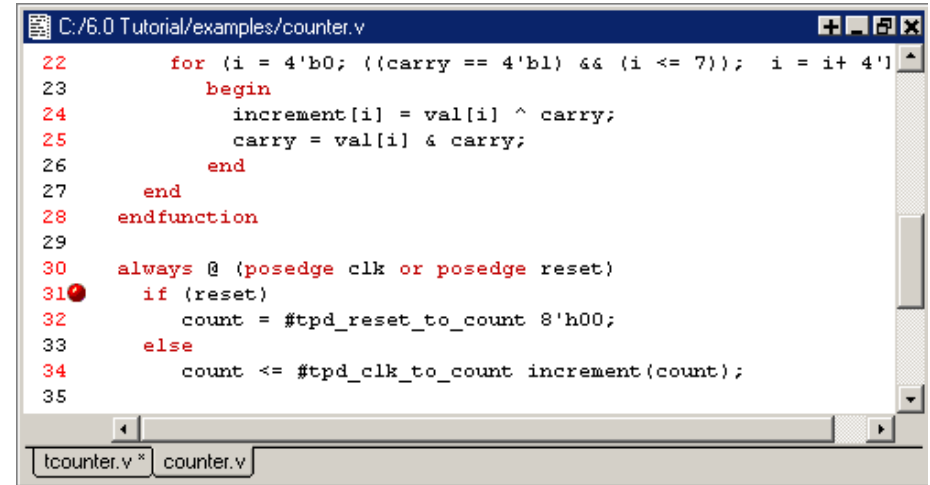 C:/6.0 Tutorial/examples/counter.v
22 for (i = 4'b0; ((carry == 4'b1) && (i <= 7)); i = i+ 4'
23 begin
24 increment[i] = val[i] ^ carry;
25 carry = val[i] & carry;
26 end
27 end
28 endfunction
29
30 always @ (posedge clk or posedge reset)
31 if (reset)
32 count = #tpd_reset_to_count 8'h00;
33 else
34 count <= #tpd_clk_to_count increment(count);
35
tcounter.v * counter.v